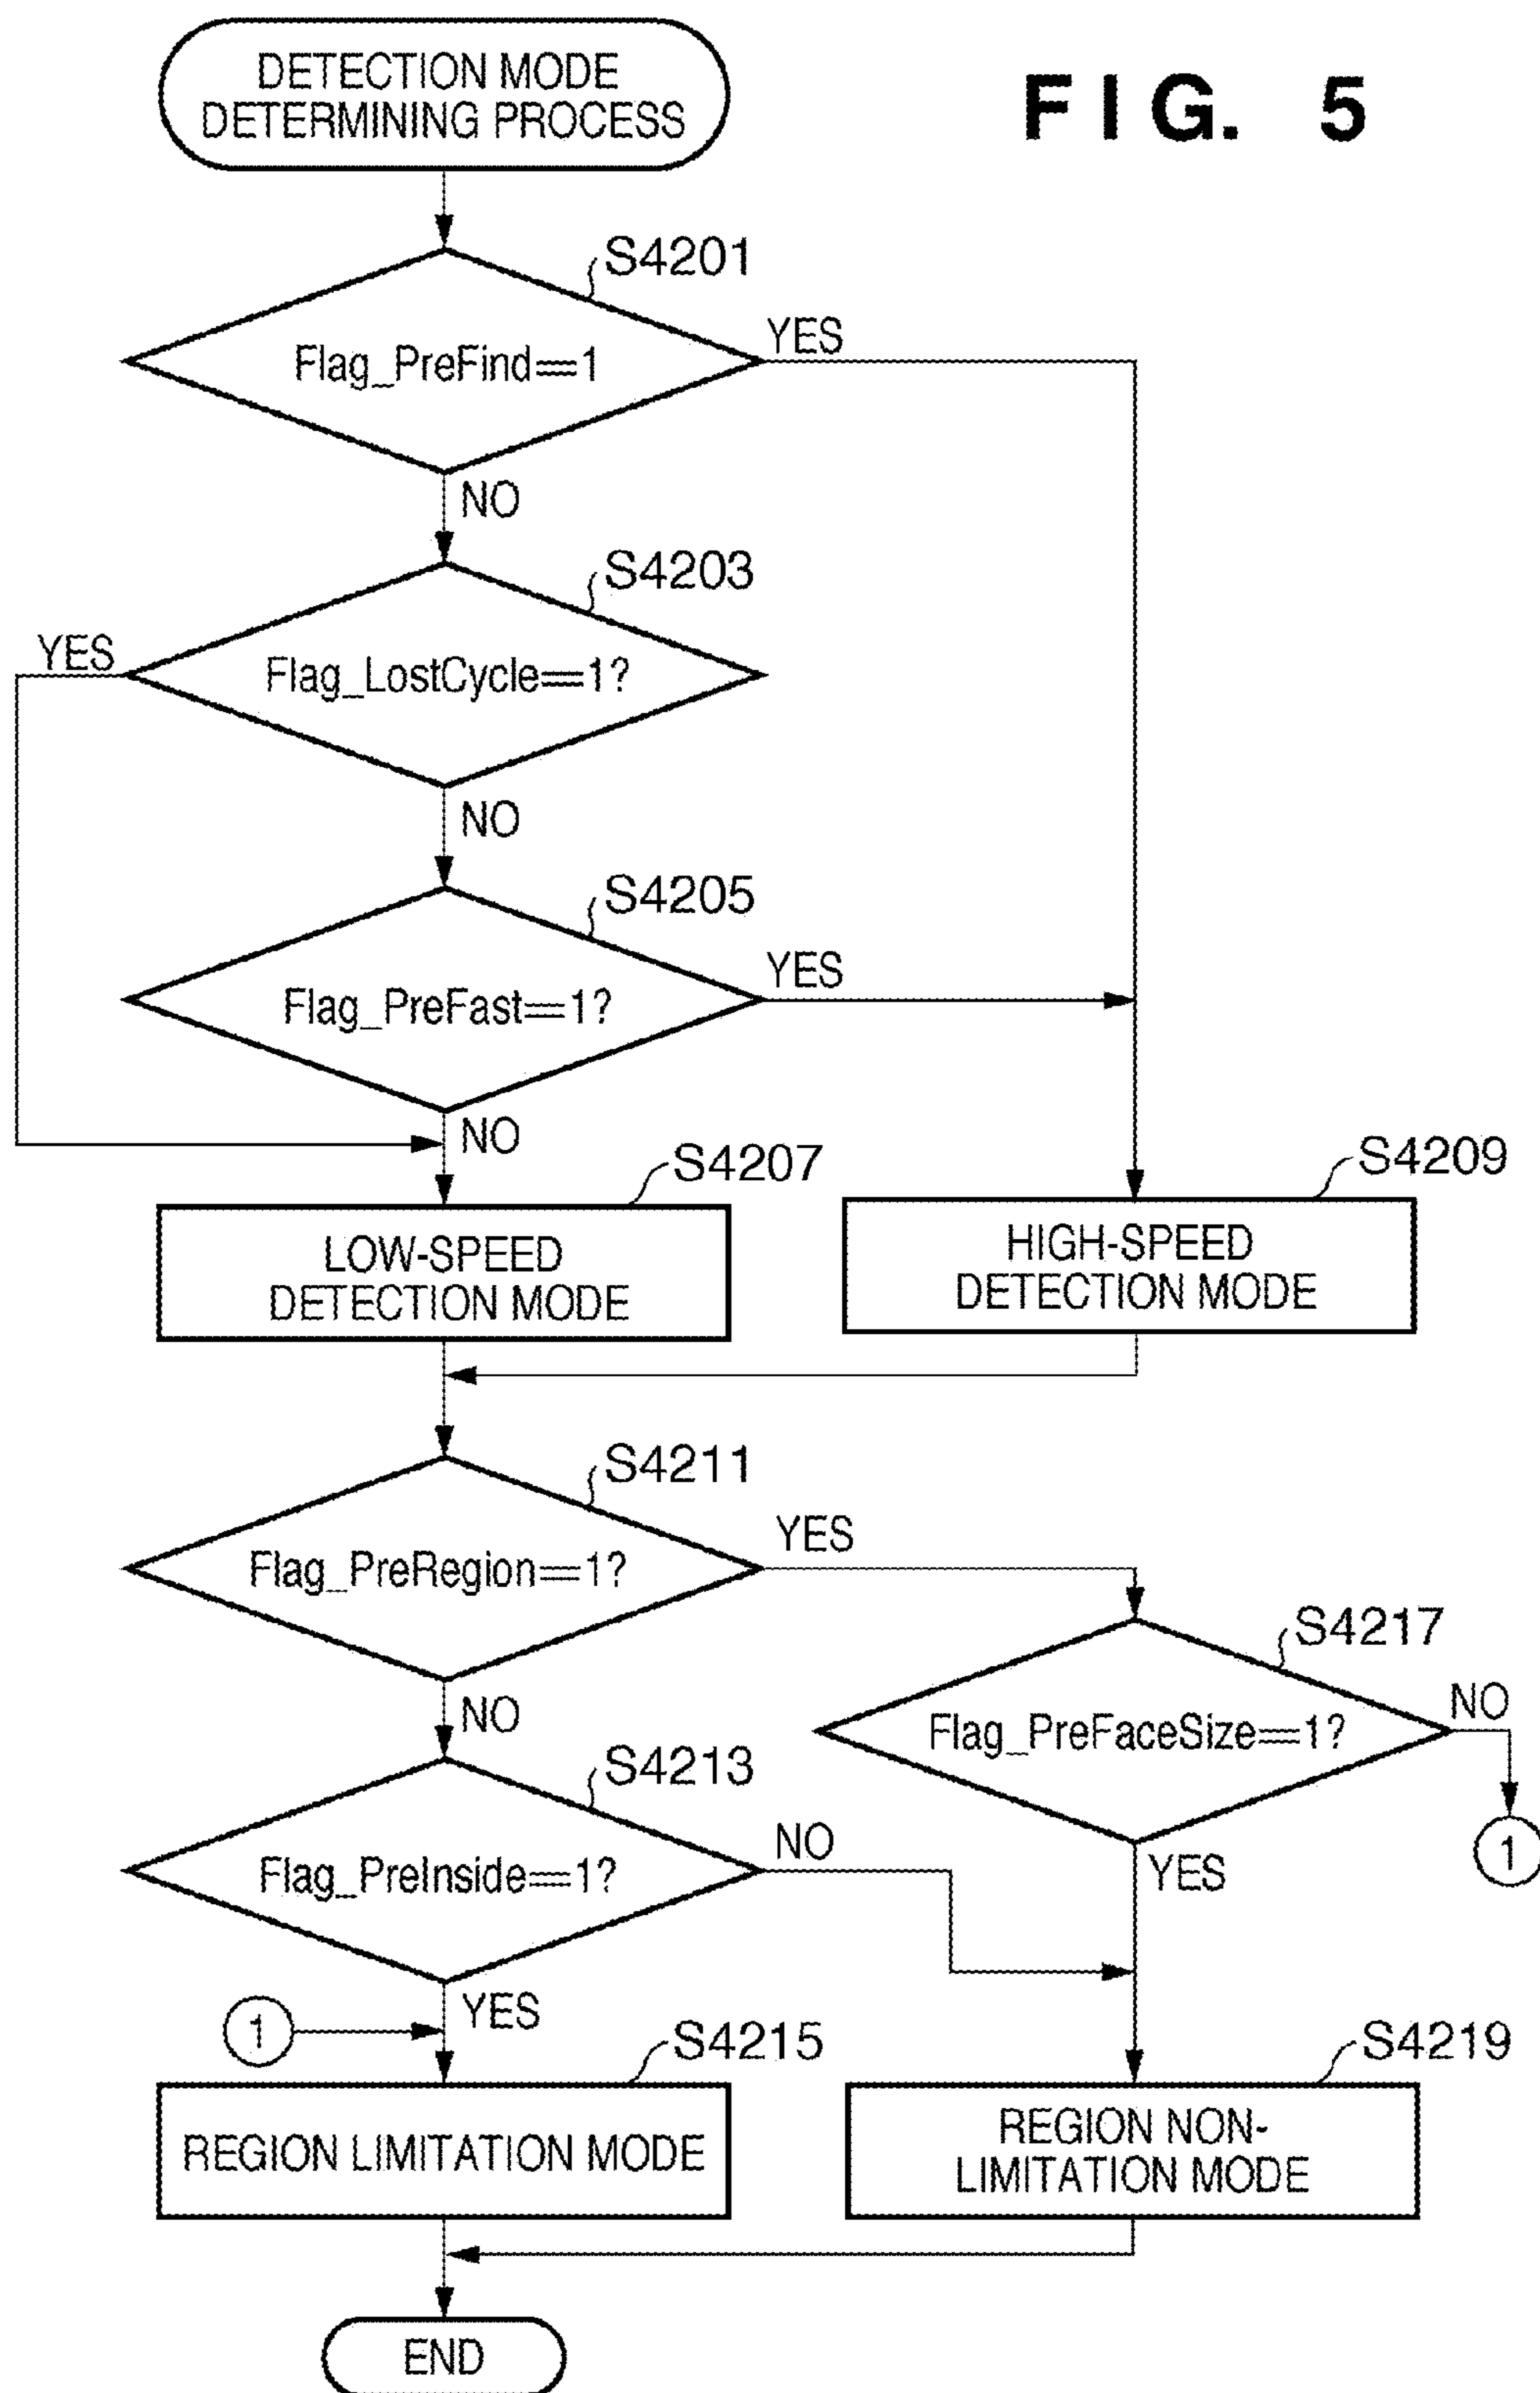 DETECTION MODE
DETERMINING PROCESS
FIG. 5
S4201
Flag_PreFind==1
YES
NO
S4203
YES
Flag_LostCycle==1?
NO
S4205
Flag_PreFast==1?
YES
NO
S4207
LOW-SPEED
DETECTION MODE
S4209
HIGH-SPEED
DETECTION MODE
S4211
Flag_PreRegion==1?
YES
NO
S4217
Flag_PreFaceSize==1?
NO
1
YES
S4213
Flag_PreInside==1?
NO
YES
1
S4215
REGION LIMITATION MODE
S4219
REGION NON-
LIMITATION MODE
END